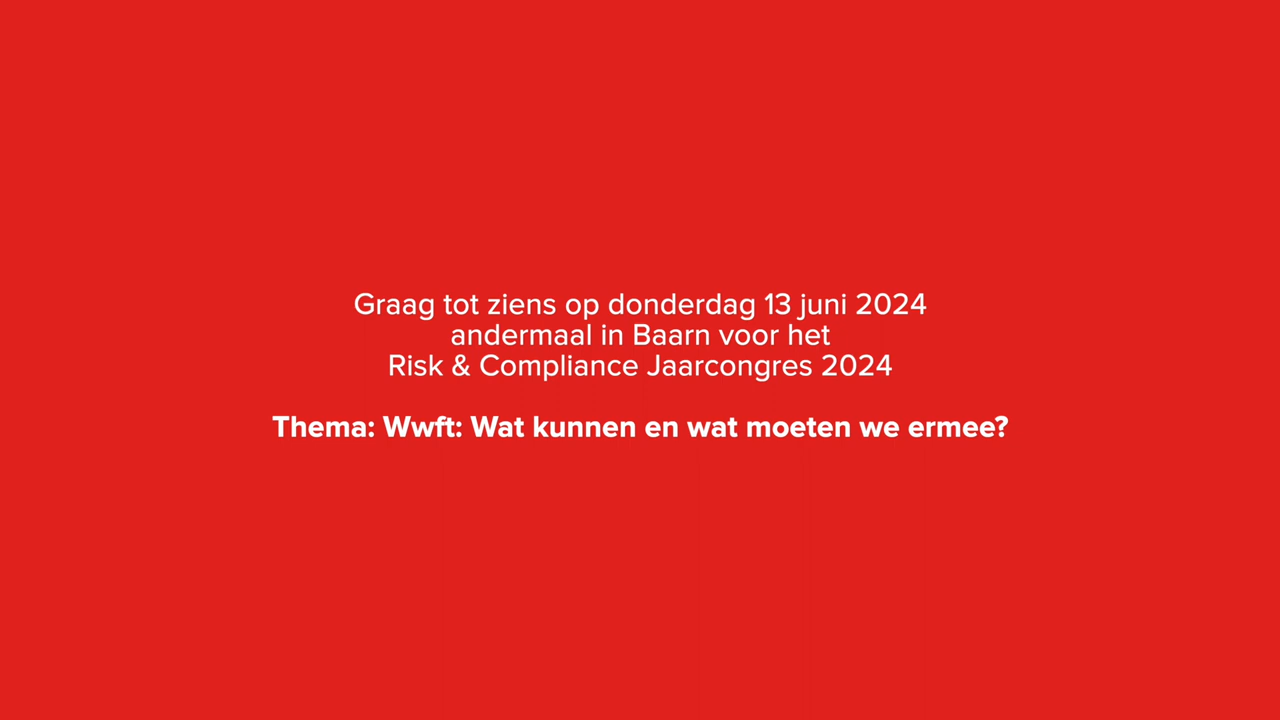 Graag tot ziens op donderdag 13 juni 2024
andermaal in Baarn voor het
Risk & Compliance Jaarcongres 2024
Thema: Wwft: Wat kunnen en wat moeten we ermee?